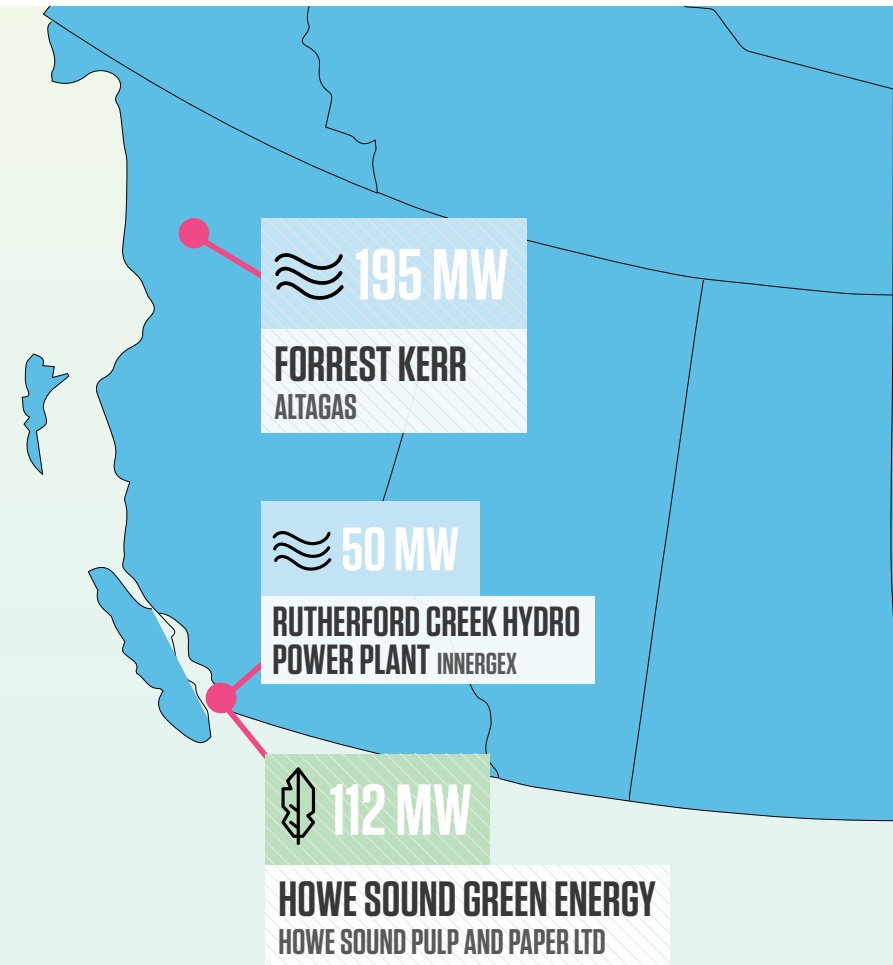 195 MW
FORREST KERR
ALTAGAS
50 MW
RUTHERFORD CREEK HYDRO
POWER PLANT INNERGEX
112 MW
HOWE SOUND GREEN ENERGY
HOWE SOUND PULP AND PAPER LTD